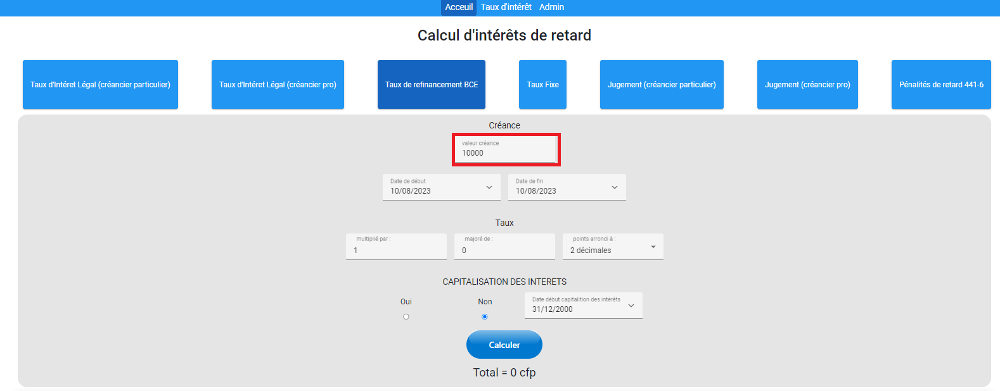 Acceuil Taux d'intérêt Admin
Calcul d'intérêts de retard
Taux d'Intéret Légal (créancier particulier)
Taux d'Intéret Légal (créancier pro)
Taux de refinancement BCE
Taux Fixe
Jugement (créancier particulier)
Jugement (créancier pro)
Pénalités de retard 441-6
Créance
valeur créance
10000
Date de début
10/08/2023
Date de fin
10/08/2023
Taux
multiplié par :
1
majoré de :
0
points arrondi à :
2 décimales
CAPITALISATION DES INTERETS
Oui
Non
Date début capitalition des intérêts
31/12/2000
Calculer
Total = 0 cfp